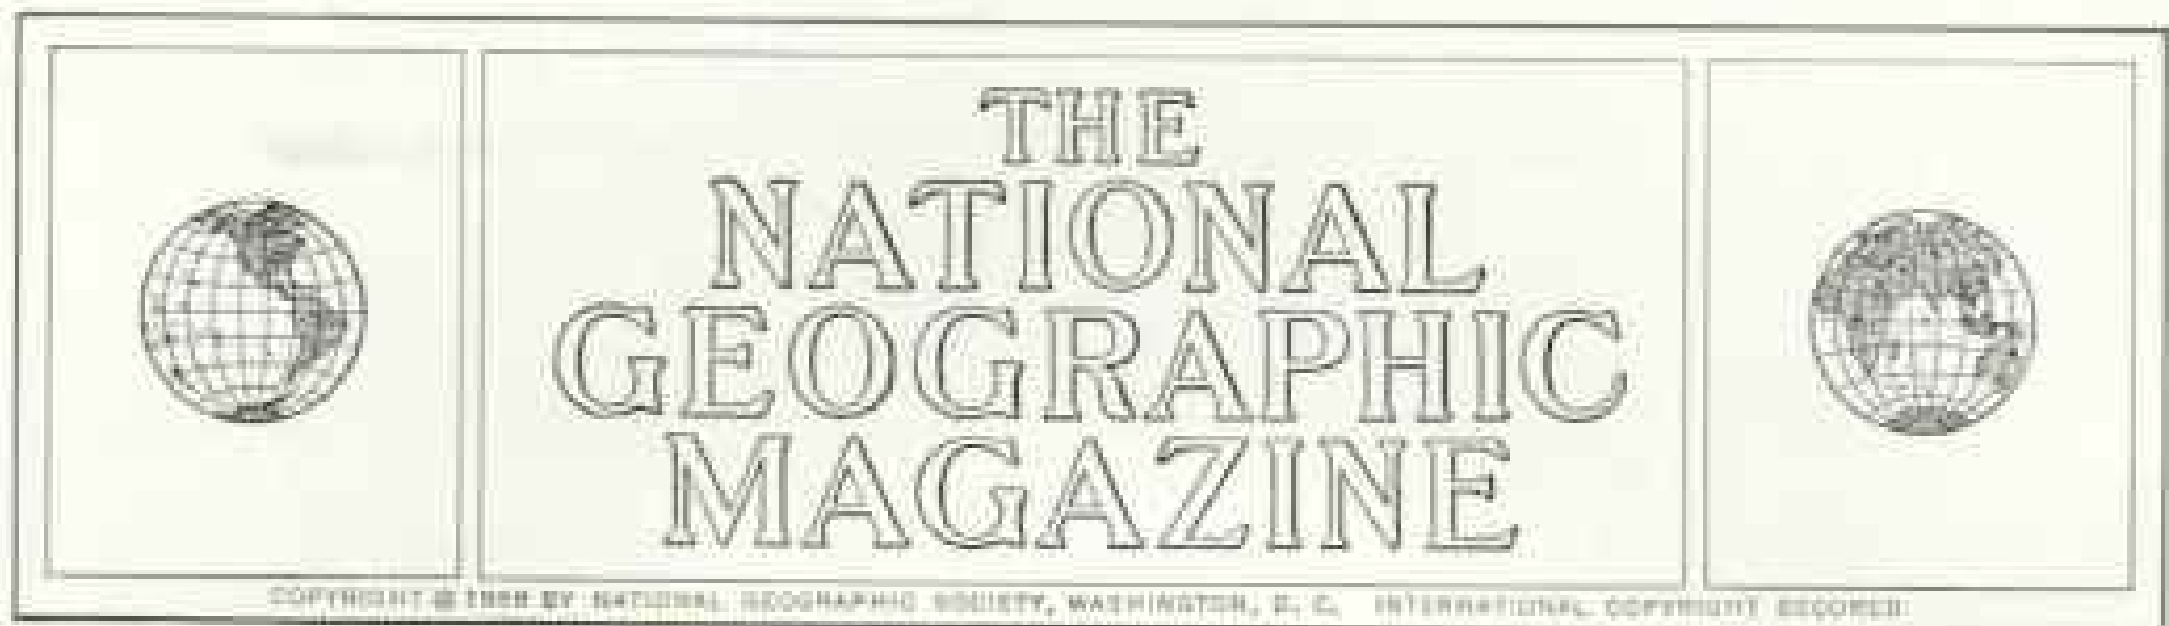 THE
NATIONAL
GEOGRAPHIC
MAGAZINE
COPYRIGHT © BY NATIONAL GEOGRAPHIC SOCIETY, WASHINGTON, D. C. INTERNATIONAL COPYRIGHT SECURED